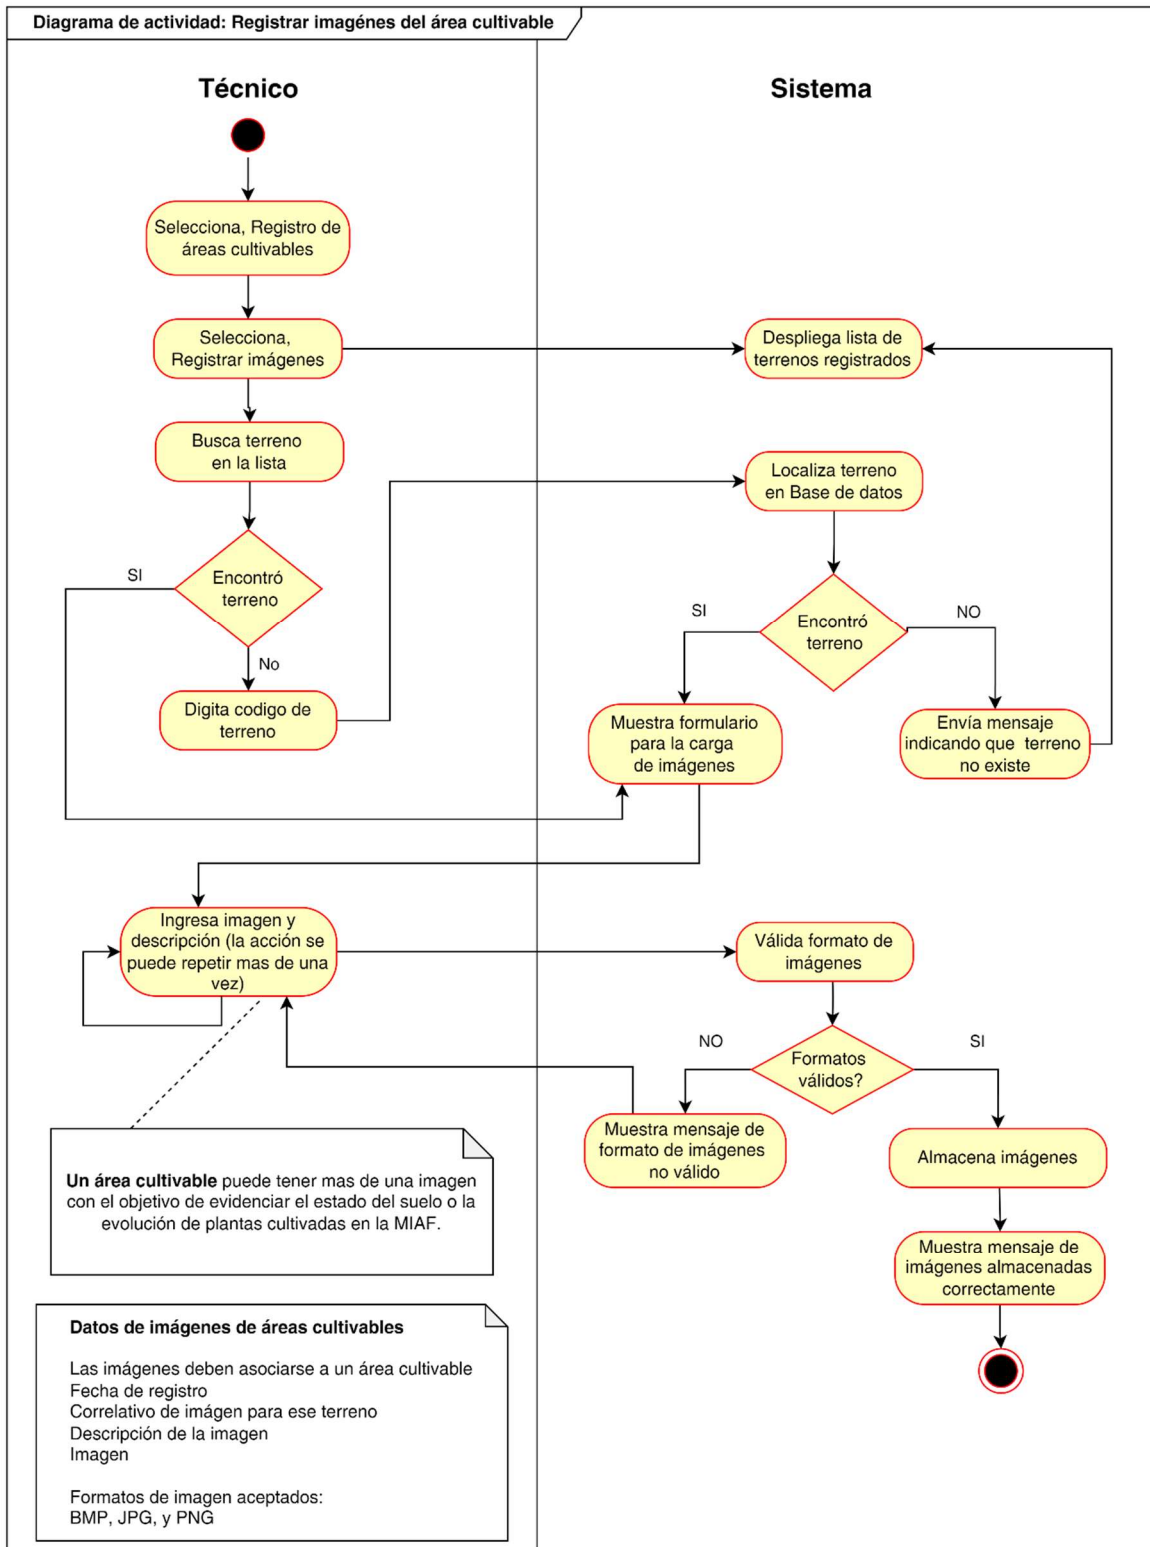 Diagrama de actividad: Registrar imagénes del área cultivable
Técnico
Sistema
Selecciona, Registro de
áreas cultivables
Selecciona,
Registrar imágenes
Despliega lista de
terrenos registrados
Busca terreno
en la lista
Localiza terreno
en Base de datos
Encontró
terreno
SI
No
Digita codigo de
terreno
Encontró
terreno
SI
NO
Muestra formulario
para la carga
de imágenes
Envía mensaje
indicando que terreno
no existe
Ingresa imagen y
descripción (la acción se
puede repetir mas de una
vez)
Válida formato de
imágenes
Formatos
válidos?
NO
SI
Muestra mensaje de
formato de imágenes
no válido
Almacena imágenes
Muestra mensaje de
imágenes almacenadas
correctamente
Un área cultivable puede tener mas de una imagen
con el objetivo de evidenciar el estado del suelo o la
evolución de plantas cultivadas en la MIAF.
Datos de imágenes de áreas cultivables
Las imágenes deben asociarse a un área cultivable
Fecha de registro
Correlativo de imágen para ese terreno
Descripción de la imagen
Imagen
Formatos de imagen aceptados:
BMP, JPG, y PNG